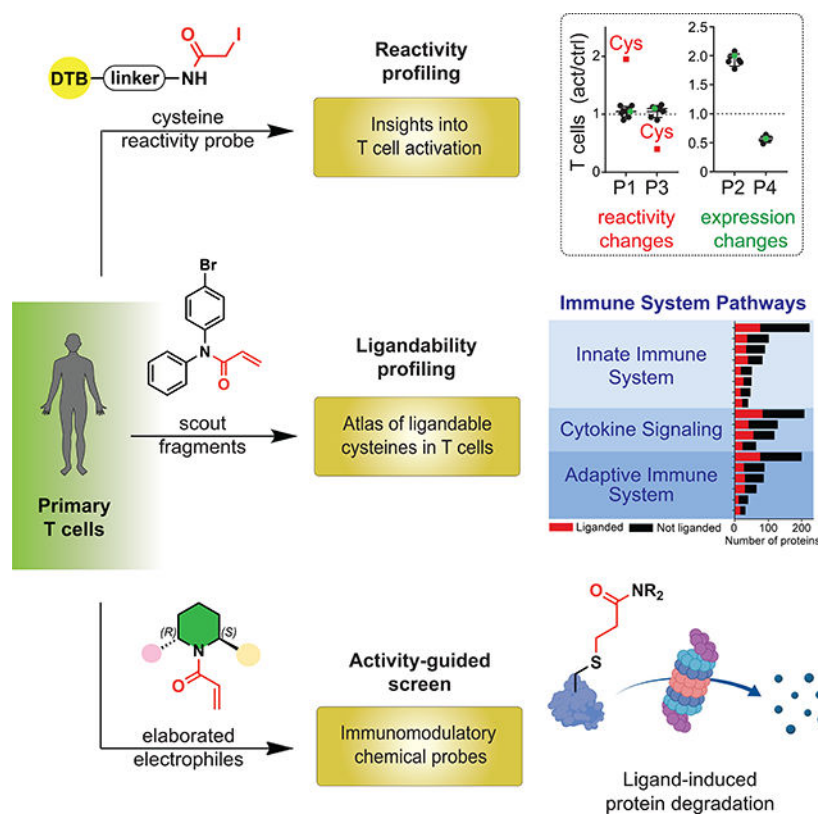 DTB
linker
NH
O
I
cysteine
reactivity probe
Reactivity
profiling
Insights into
T cell activation
T cells (act/ctrl)
2
1
0
Cys
Cys
P1 P3
reactivity
changes
2.5
2.0
1.5
1.0
0.5
0
P2 P4
expression
changes
Primary
T cells
Br
N
O
scout
fragments
Ligandability
profiling
Atlas of ligandable
cysteines in T cells
Immune System Pathways
Innate Immune
System
Cytokine Signaling
Adaptive Immune
System
0 100 200
Liganded Not liganded
Number of proteins
(R)
(S)
N
O
elaborated
electrophiles
Activity-guided
screen
Immunomodulatory
chemical probes
O
NR2
S
Ligand-induced
protein degradation